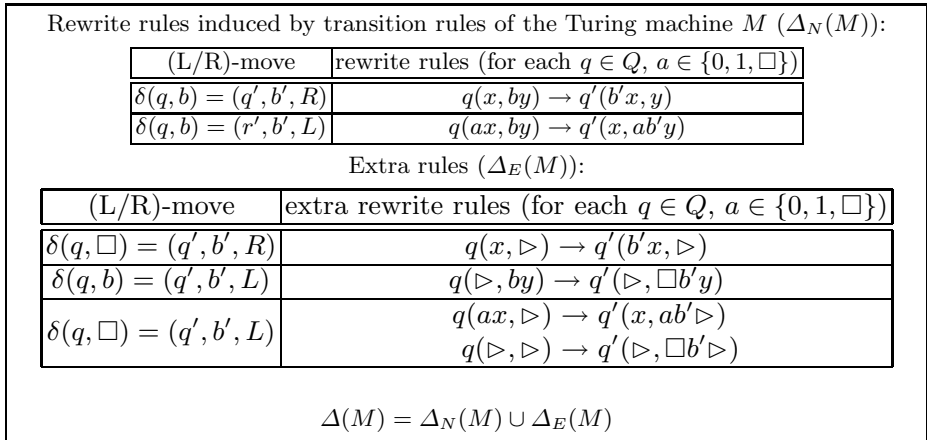 Rewrite rules induced by transition rules of the Turing machine M (Δ_N(M)):
(L/R)-move rewrite rules (for each q ∈ Q, a ∈ {0, 1, □})
δ(q, b) = (q′, b′, R) q(x, by) → q′(b′x, y)
δ(q, b) = (r′, b′, L) q(ax, by) → q′(x, ab′y)
Extra rules (Δ_E(M)):
(L/R)-move extra rewrite rules (for each q ∈ Q, a ∈ {0, 1, □})
δ(q, □) = (q′, b′, R) q(x, ▷) → q′(b′x, ▷)
δ(q, b) = (q′, b′, L) q(▷, by) → q′(▷, □b′y)
δ(q, □) = (q′, b′, L) q(ax, ▷) → q′(x, ab′▷)
q(▷, ▷) → q′(▷, □b′▷)
Δ(M) = Δ_N(M) ∪ Δ_E(M)